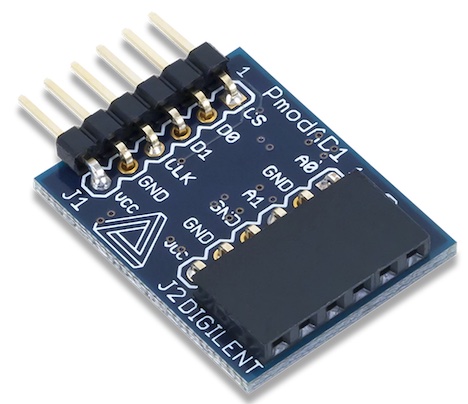 1
PmodAD1
CS
D0
D1
CLK
GND
VCC
J1
A0
GND
A1
GND
GND
VCC
J2
DIGILENT